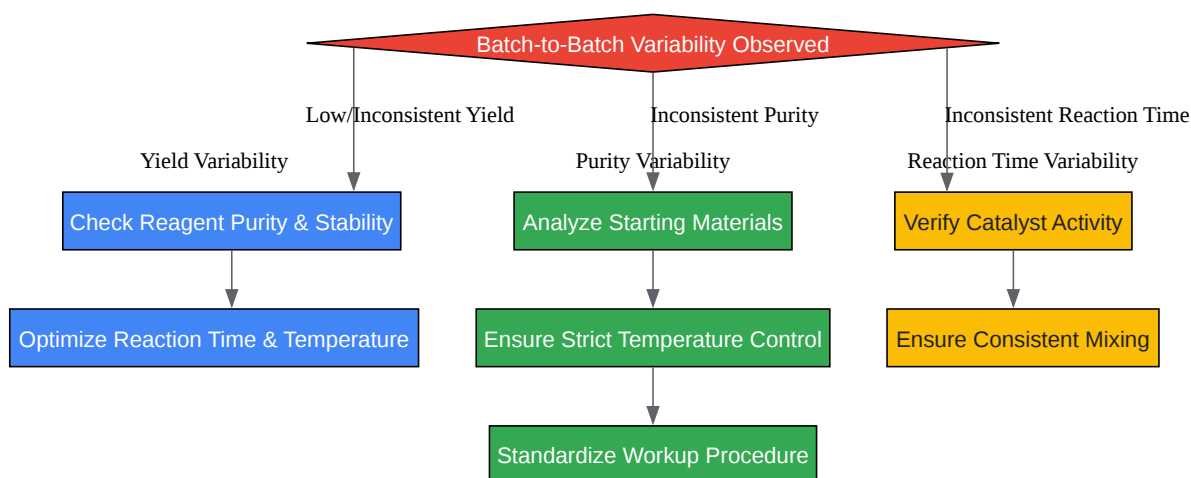 Batch-to-Batch Variability Observed
Low/Inconsistent Yield
Inconsistent Purity
Inconsistent Reaction Time
Yield Variability
Purity Variability
Reaction Time Variability
Check Reagent Purity & Stability
Analyze Starting Materials
Verify Catalyst Activity
Optimize Reaction Time & Temperature
Ensure Strict Temperature Control
Ensure Consistent Mixing
Standardize Workup Procedure